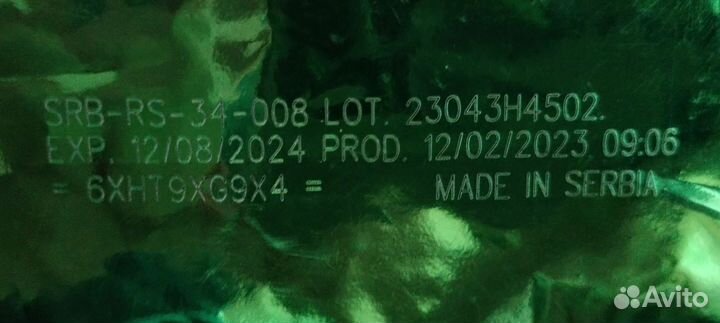 SRB-RS-34-008 LOT. 23043H4502.
EXP. 12/08/2024 PROD. 12/02/2023 09:06
= 6XHT9XG9X4 = MADE IN SERBIA
Avito